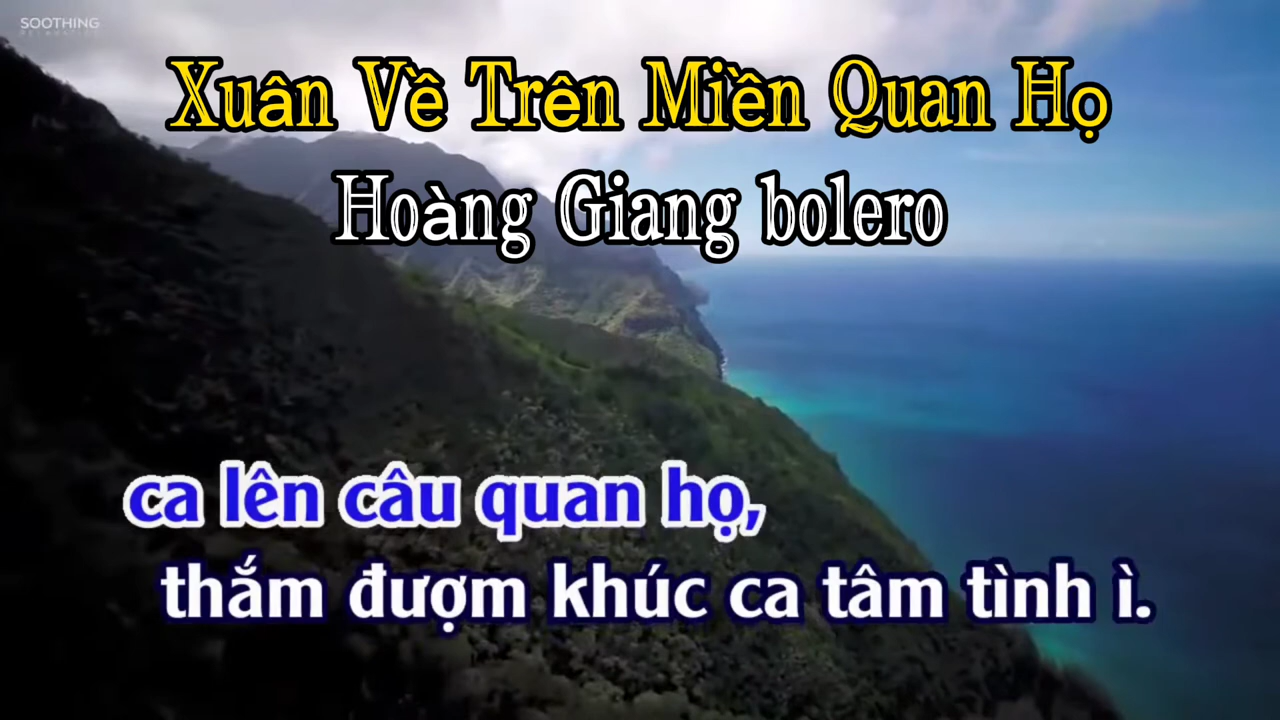 SOOTHING
RELAXATION
Xuân Về Trên Miền Quan Họ
Hoàng Giang bolero
ca lên câu quan họ,
thắm đượm khúc ca tâm tình ì.